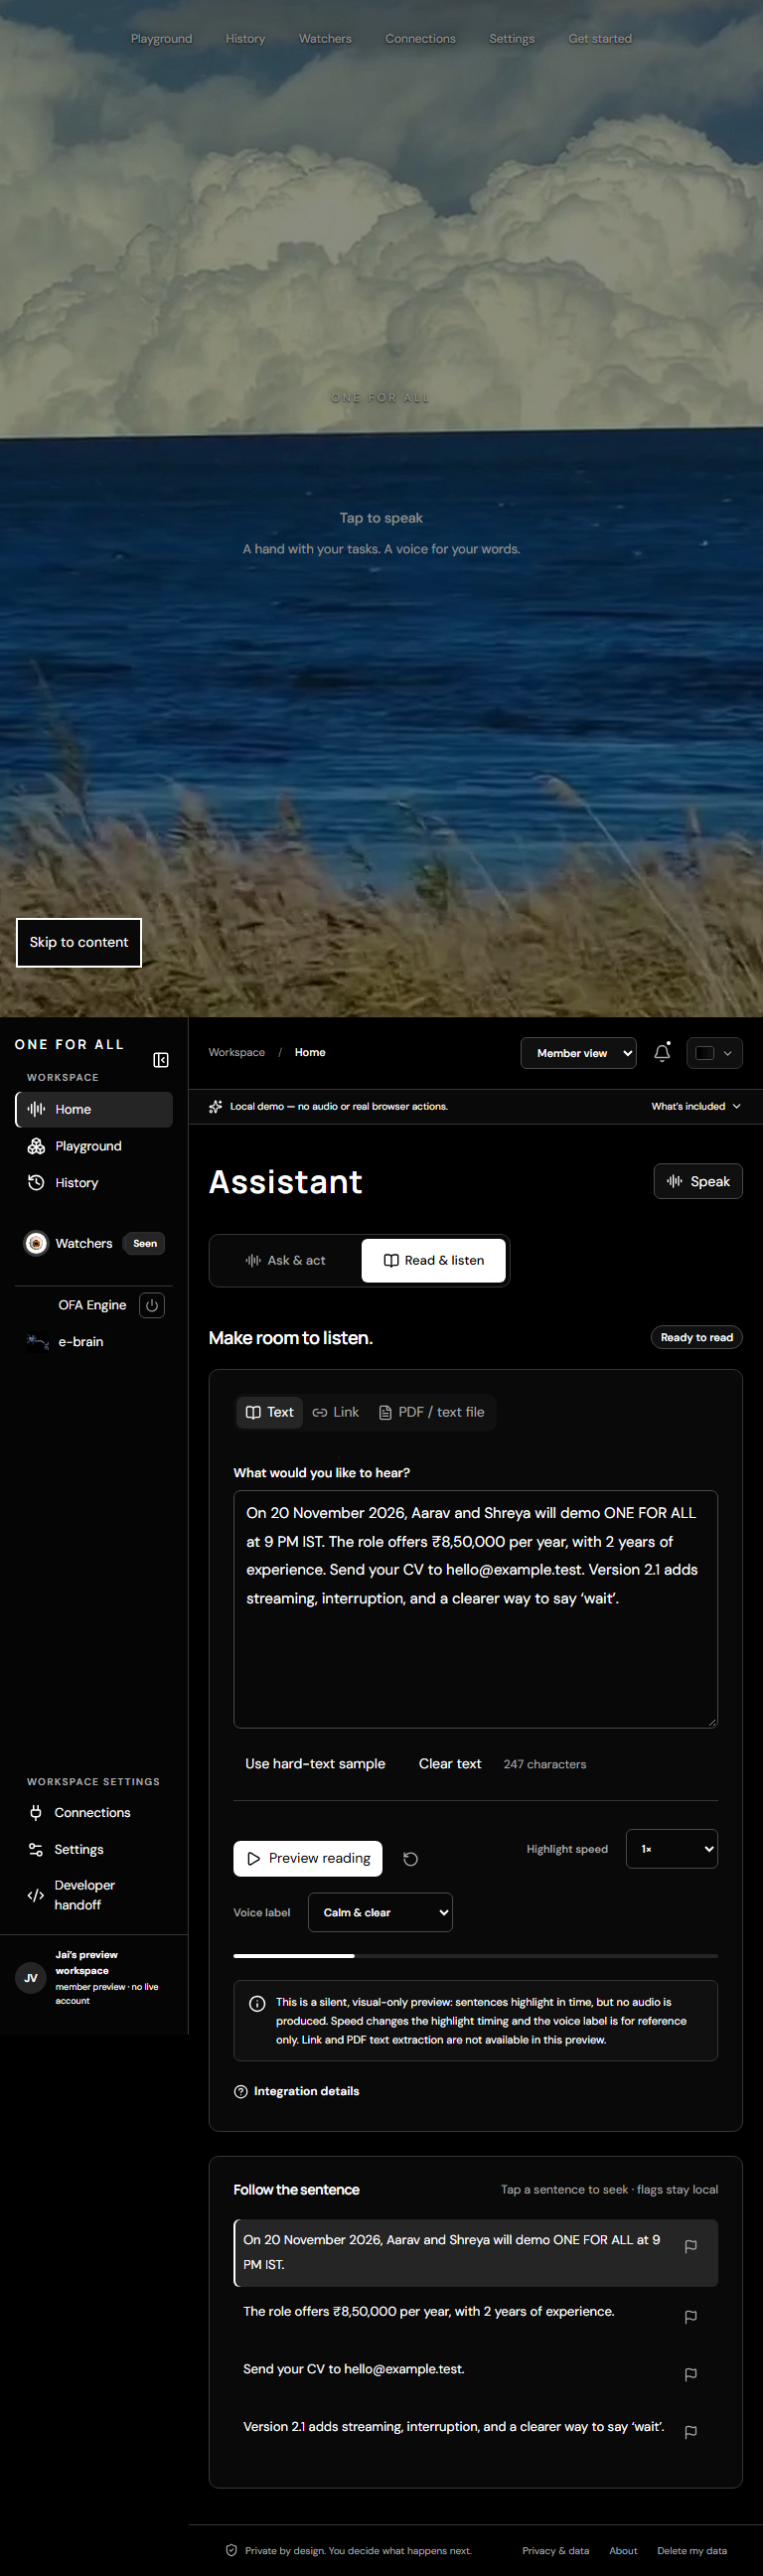 Playground History Watchers Connections Settings Get started
ONE FOR ALL
Tap to speak
A hand with your tasks. A voice for your words.
Skip to content
ONE FOR ALL
WORKSPACE
Home
Playground
History
Watchers Seen
OFA Engine
e-brain
WORKSPACE SETTINGS
Connections
Settings
Developer
handoff
JV
Jai's preview
workspace
member preview · no live
account
Workspace / Home
Member view
Local demo — no audio or real browser actions.
What's included
Assistant
Speak
Ask & act
Read & listen
Make room to listen.
Ready to read
Text Link PDF / text file
What would you like to hear?
On 20 November 2026, Aarav and Shreya will demo ONE FOR ALL
at 9 PM IST. The role offers ₹8,50,000 per year, with 2 years of
experience. Send your CV to hello@example.test. Version 2.1 adds
streaming, interruption, and a clearer way to say ‘wait’.
Use hard-text sample Clear text 247 characters
Preview reading
Highlight speed 1×
Voice label Calm & clear
This is a silent, visual-only preview: sentences highlight in time, but no audio is
produced. Speed changes the highlight timing and the voice label is for reference
only. Link and PDF text extraction are not available in this preview.
Integration details
Follow the sentence
Tap a sentence to seek · flags stay local
On 20 November 2026, Aarav and Shreya will demo ONE FOR ALL at 9
PM IST.
The role offers ₹8,50,000 per year, with 2 years of experience.
Send your CV to hello@example.test.
Version 2.1 adds streaming, interruption, and a clearer way to say ‘wait’.
Private by design. You decide what happens next.
Privacy & data About Delete my data